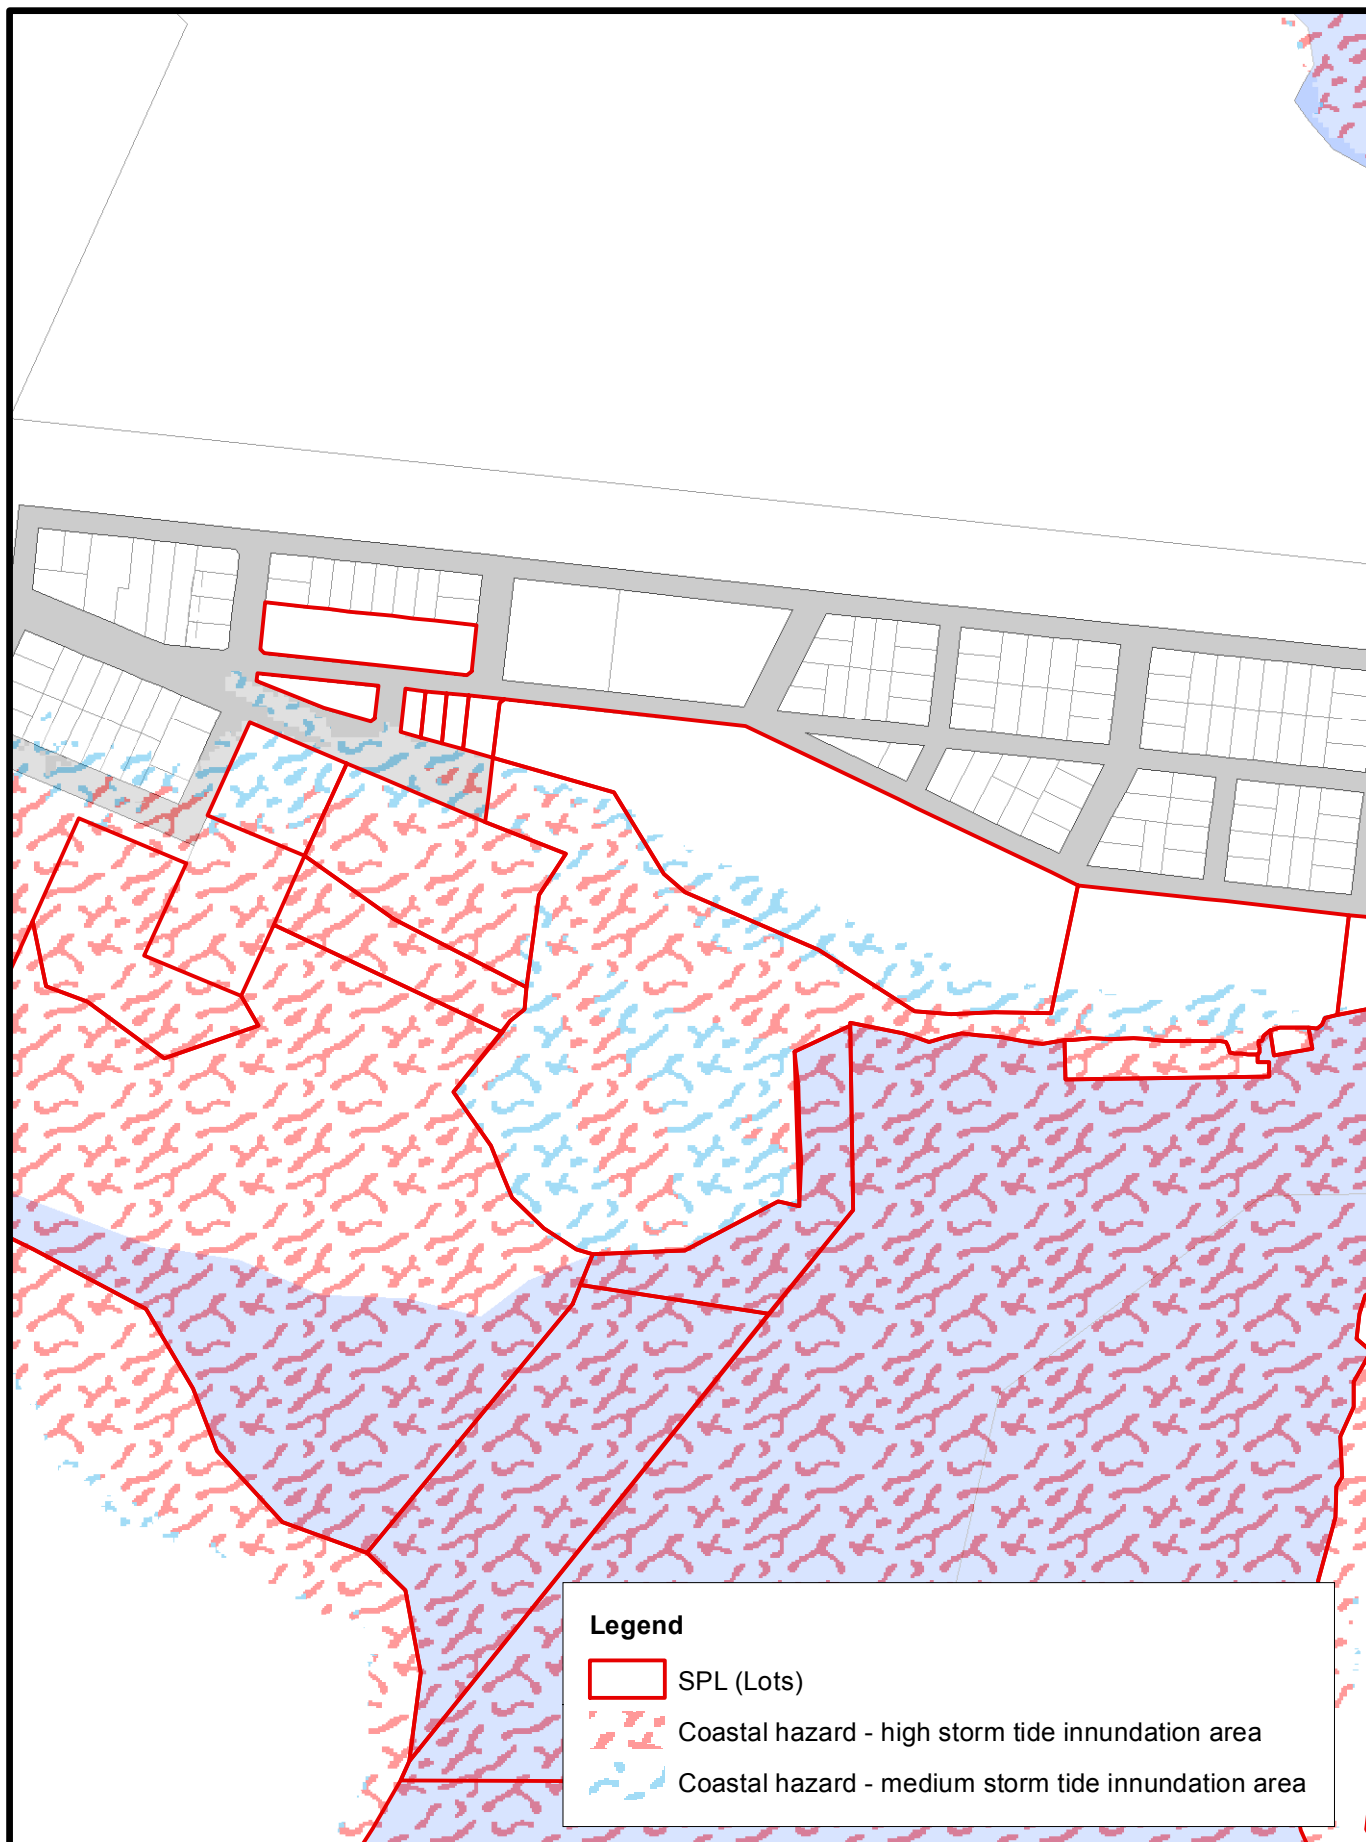 Legend
SPL (Lots)
Coastal hazard - high storm tide innundation area
Coastal hazard - medium storm tide innundation area